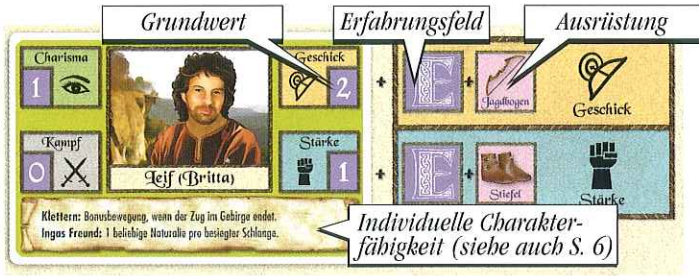 Grundwert
Erfahrungsfeld
Ausrüstung
Charisma
1
Geschick
2
+
E
+
Jagdbogen
Geschick
Kampf
0
Leif (Britta)
Stärke
1
+
E
+
Stiefel
Stärke
Klettern: Bonusbewegung, wenn der Zug im Gebirge endet.
Ingas Freund: 1 beliebige Naturalie pro besiegter Schlange.
Individuelle Charakter-
fähigkeit (siehe auch S. 6)